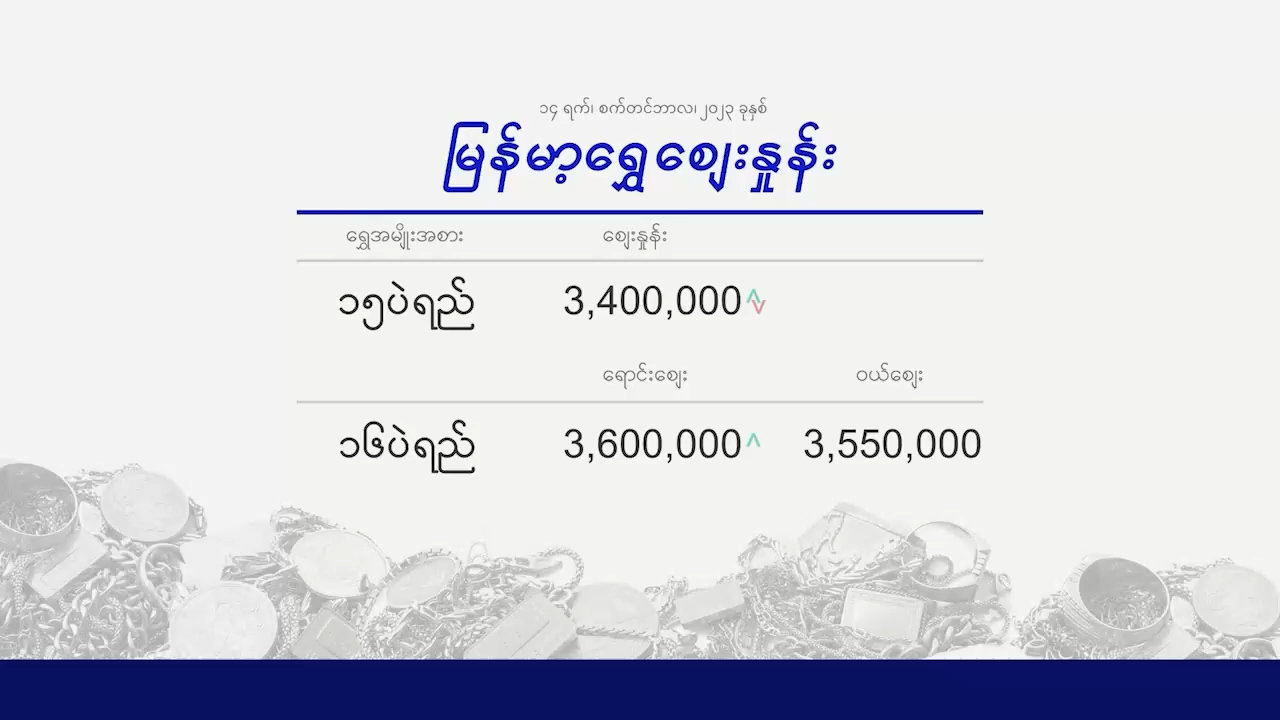 ၁၄ ရက်၊ စက်တင်ဘာလ၊ ၂၀၂၃ ခုနှစ်
မြန်မာ့ရွှေဈေးနှုန်း
ရွှေအမျိုးအစား ဈေးနှုန်း
၁၅ပဲရည် 3,400,000
ရောင်းဈေး ဝယ်ဈေး
၁၆ပဲရည် 3,600,000 3,550,000